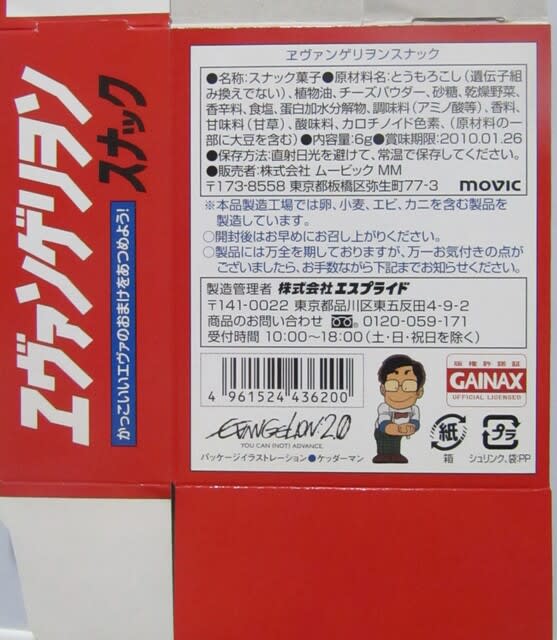 ヱヴァンゲリヲン
スナック
かっこいいエヴァのおまけをあつめよう!
ヱヴァンゲリヲンスナック
●名称:スナック菓子●原材料名:とうもろこし(遺伝子組
み換えでない)、植物油、チーズパウダー、砂糖、乾燥野菜、
香辛料、食塩、蛋白加水分解物、調味料(アミノ酸等)、香料、
甘味料(甘草)、酸味料、カロチノイド色素、(原材料の一
部に大豆を含む)●内容量:6g●賞味期限:2010.01.26
●保存方法:直射日光を避けて、常温で保存してください。
●販売者:株式会社 ムービック MM
〒173-8558 東京都板橋区弥生町77-3 movic
※本品製造工場では卵、小麦、エビ、カニを含む製品を
製造しています。
○開封後はお早めにお召し上がりください。
○製品には万全を期しておりますが、万一お気付きの点が
ございましたら、お手数ながら下記までお知らせください。
製造管理者 株式会社 エスプライド
〒141-0022 東京都品川区東五反田4-9-2
商品のお問い合わせ 0120-059-171
受付時間 10:00〜18:00(土・日・祝日を除く)
4 961524 436200
版権許諾証
GAINAX
OFFICIAL LICENSED
EVANGELION:2.0
YOU CAN (NOT) ADVANCE.
紙
箱
プラ
シュリンク、袋:PP
パッケージイラストレーション●ケッダーマン